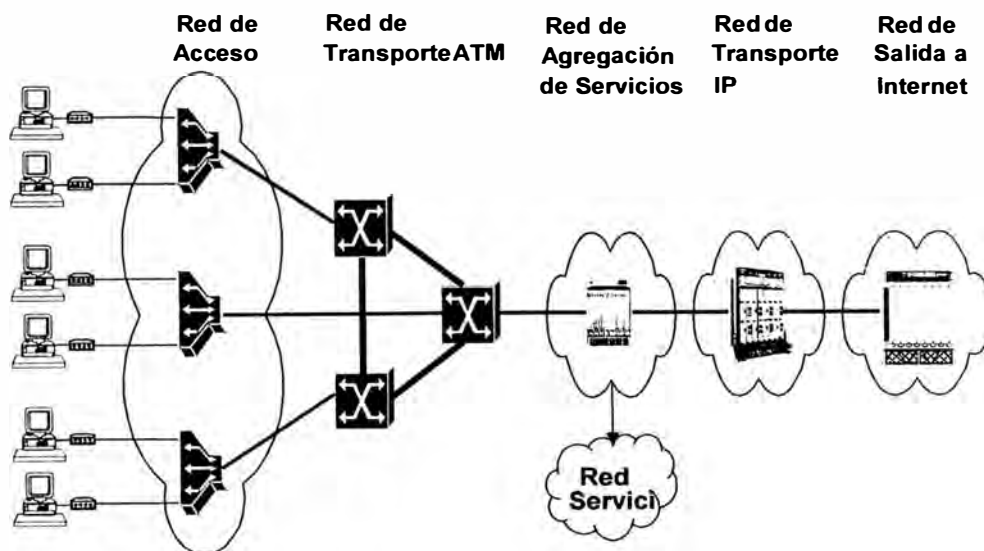 Red de
Acceso
Red de
Transporte ATM
Red de
Agregación
de Servicios
Red de
Transporte
IP
Red de
Salida a
Internet
Red
Servici